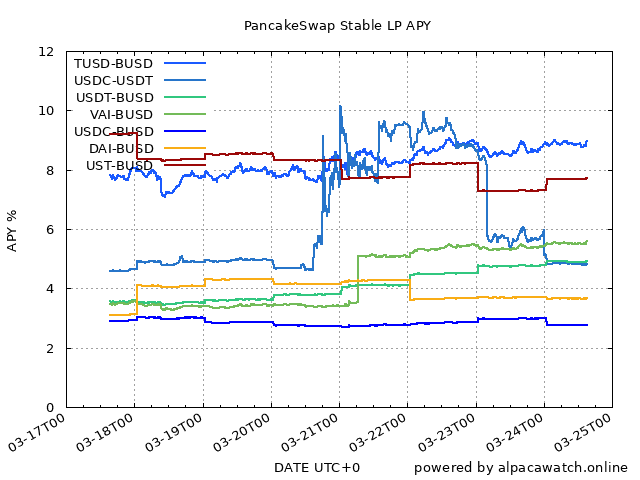 PancakeSwap Stable LP APY
12
10
8
6
4
2
0
APY %
TUSD-BUSD
USDC-USDT
USDT-BUSD
VAI-BUSD
USDC-BUSD
DAI-BUSD
UST-BUSD
03-17T00
03-18T00
03-19T00
03-20T00
03-21T00
03-22T00
03-23T00
03-24T00
03-25T00
DATE UTC+0
powered by alpacawatch.online